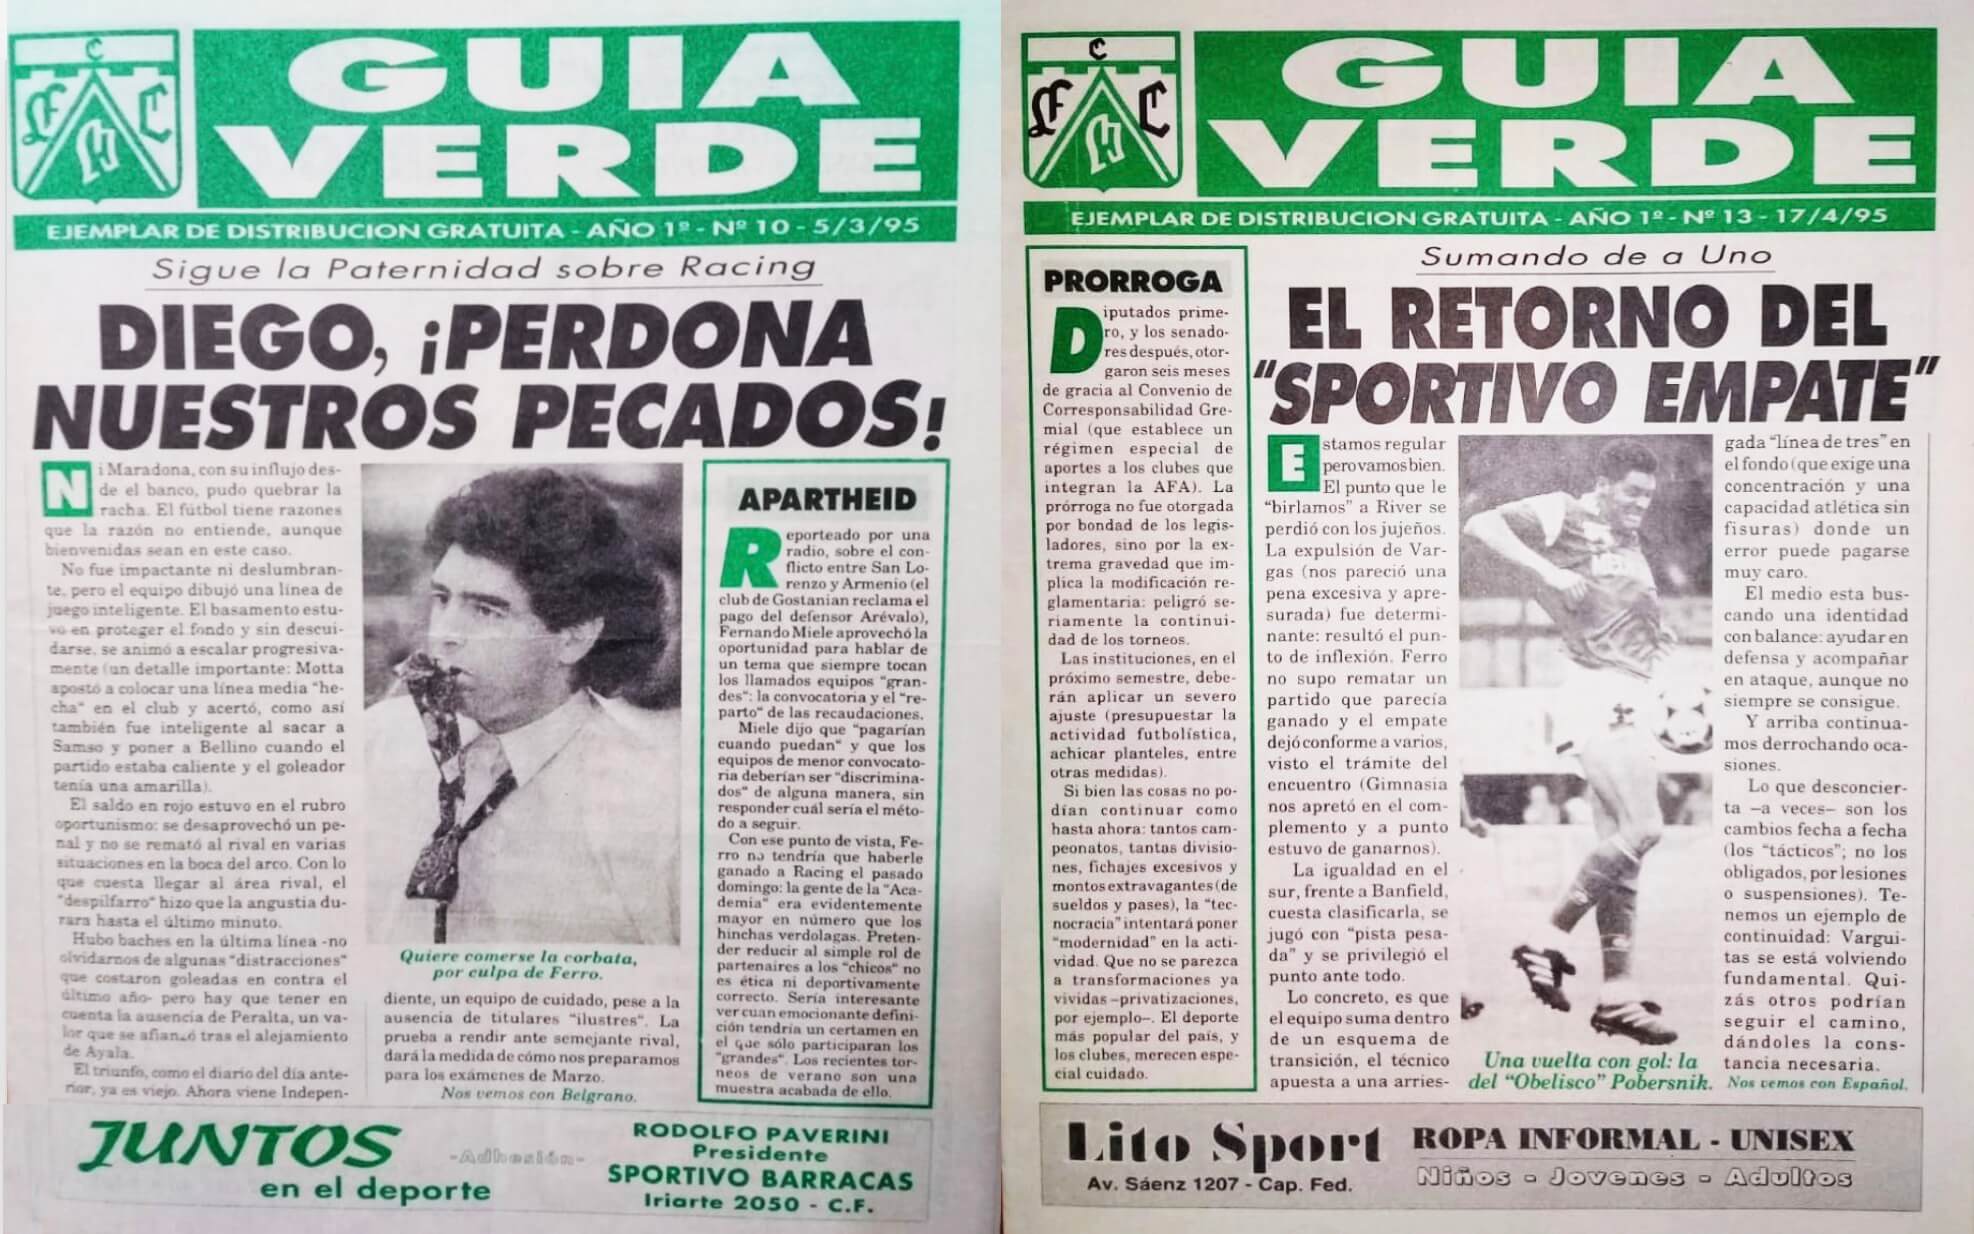 C
F C
O
GUIA
VERDE
EJEMPLAR DE DISTRIBUCION GRATUITA - AÑO 1º - Nº 10 - 5/3/95
Sigue la Paternidad sobre Racing
DIEGO, ¡PERDONA
NUESTROS PECADOS!
Ni Maradona, con su influjo des-
de el banco, pudo quebrar la
racha. El fútbol tiene razones
que la razón no entiende, aunque
bienvenidas sean en este caso.
No fue impactante ni deslumbran-
te, pero el equipo dibujó una línea de
juego inteligente. El basamento estu-
vo en proteger el fondo y sin descui-
darse, se animó a escalar progresiva-
mente (un detalle importante: Motta
apostó a colocar una línea media "he-
cha" en el club y acertó, como así
también fue inteligente al sacar a
Samso y poner a Bellino cuando el
partido estaba caliente y el goleador
tenía una amarilla).
El saldo en rojo estuvo en el rubro
oportunismo: se desaprovechó un pe-
nal y no se remató al rival en varias
situaciones en la boca del arco. Con lo
que cuesta llegar al área rival, el
"despilfarro" hizo que la angustia du-
rara hasta el último minuto.
Hubo baches en la última línea -no
olvidarnos de algunas "distracciones"
que costaron goleadas en contra el
último año- pero hay que tener en
cuenta la ausencia de Peralta, un va-
lor que se afianzó tras el alejamiento
de Ayala.
El triunfo, como el diario del día ante-
rior, ya es viejo. Ahora viene Indepen-
Quiere comerse la corbata,
por culpa de Ferro.
diente, un equipo de cuidado, pese a la
ausencia de titulares "ilustres". La
prueba a rendir ante semejante rival,
dará la medida de cómo nos preparamos
para los exámenes de Marzo.
Nos vemos con Belgrano.
APARTHEID
Reporteado por una
radio, sobre el con-
flicto entre San Lo-
renzo y Armenio (el
club de Gostanian reclama el
pago del defensor Arévalo),
Fernando Miele aprovechó la
oportunidad para hablar de
un tema que siempre tocan
los llamados equipos "gran-
des": la convocatoria y el "re-
parto" de las recaudaciones.
Miele dijo que "pagarían
cuando puedan" y que los
equipos de menor convocato-
ria deberían ser "discrimina-
dos" de alguna manera, sin
responder cuál sería el méto-
do a seguir.
Con ese punto de vista, Fe-
rro no tendría que haberle
ganado a Racing el pasado
domingo: la gente de la "Aca-
demia" era evidentemente
mayor en número que los
hinchas verdolagas. Preten-
der reducir al simple rol de
partenaires a los "chicos" no
es ética ni deportivamente
correcto. Sería interesante
ver cuan emocionante defini-
ción tendría un certamen en
el que sólo participaran los
"grandes". Los recientes tor-
neos de verano son una
muestra acabada de ello.
JUNTOS
en el deporte
-Adhesión-
RODOLFO PAVERINI
Presidente
SPORTIVO BARRACAS
Iriarte 2050 - C.F.
C
F C
O
GUIA
VERDE
EJEMPLAR DE DISTRIBUCION GRATUITA - AÑO 1º - Nº 13 - 17/4/95
PRORROGA
Diputados prime-
ro, y los senado-
res después, otor-
garon seis meses
de gracia al Convenio de
Corresponsabilidad Gre-
mial (que establece un
régimen especial de
aportes a los clubes que
integran la AFA). La
prórroga no fue otorgada
por bondad de los legis-
ladores, sino por la ex-
trema gravedad que im-
plica la modificación re-
glamentaria: peligró se-
riamente la continui-
dad de los torneos.
Las instituciones, en el
próximo semestre, debe-
rán aplicar un severo
ajuste (presupuestar la
actividad futbolística,
achicar planteles, entre
otras medidas).
Si bien las cosas no po-
dían continuar como
hasta ahora: tantos cam-
peonatos, tantas divisio-
nes, fichajes excesivos y
montos extravagantes (de
sueldos y pases), la "tec-
nocracia" intentará poner
"modernidad" en la acti-
vidad. Que no se parezca
a transformaciones ya
vividas –privatizaciones,
por ejemplo–. El deporte
más popular del país, y
los clubes, merecen espe-
cial cuidado.
Sumando de a Uno
EL RETORNO DEL
"SPORTIVO EMPATE"
Estamos regular
pero vamos bien.
El punto que le
"birlamos" a River se
perdió con los jujeños.
La expulsión de Var-
gas (nos pareció una
pena excesiva y apre-
surada) fue determi-
nante: resultó el pun-
to de inflexión. Ferro
no supo rematar un
partido que parecía
ganado y el empate
dejó conforme a varios,
visto el trámite del
encuentro (Gimnasia
nos apretó en el com-
plemento y a punto
estuvo de ganarnos).
La igualdad en el
sur, frente a Banfield,
cuesta clasificarla, se
jugó con "pista pesa-
da" y se privilegió el
punto ante todo.
Lo concreto, es que
el equipo suma dentro
de un esquema de
transición, el técnico
apuesta a una arries-
Una vuelta con gol: la
del "Obelisco" Pobersnik.
gada "línea de tres" en
el fondo (que exige una
concentración y una
capacidad atlética sin
fisuras) donde un
error puede pagarse
muy caro.
El medio esta bus-
cando una identidad
con balance: ayudar en
defensa y acompañar
en ataque, aunque no
siempre se consigue.
Y arriba continua-
mos derrochando oca-
siones.
Lo que desconcier-
ta –a veces– son los
cambios fecha a fecha
(los "tácticos"; no los
obligados, por lesiones
o suspensiones). Te-
nemos un ejemplo de
continuidad: Vargui-
tas se está volviendo
fundamental. Qui-
zás otros podrían
seguir el camino,
dándoles la cons-
tancia necesaria.
Nos vemos con Español.
Lito Sport
Av. Sáenz 1207 - Cap. Fed.
ROPA INFORMAL - UNISEX
Niños - Jovenes - Adultos